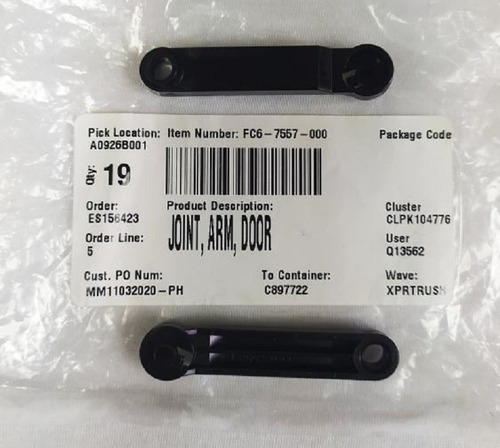 Pick Location: Item Number: FC6-7557-000 Package Code
A0926B001
Qty: 19
Order: Product Description: Cluster
ES156423 JOINT, ARM, DOOR CLPK104776
Order Line: User
5 Q13562
Cust. PO Num: To Container: Wave:
MM11032020-PH C897722 XPRTRUSH